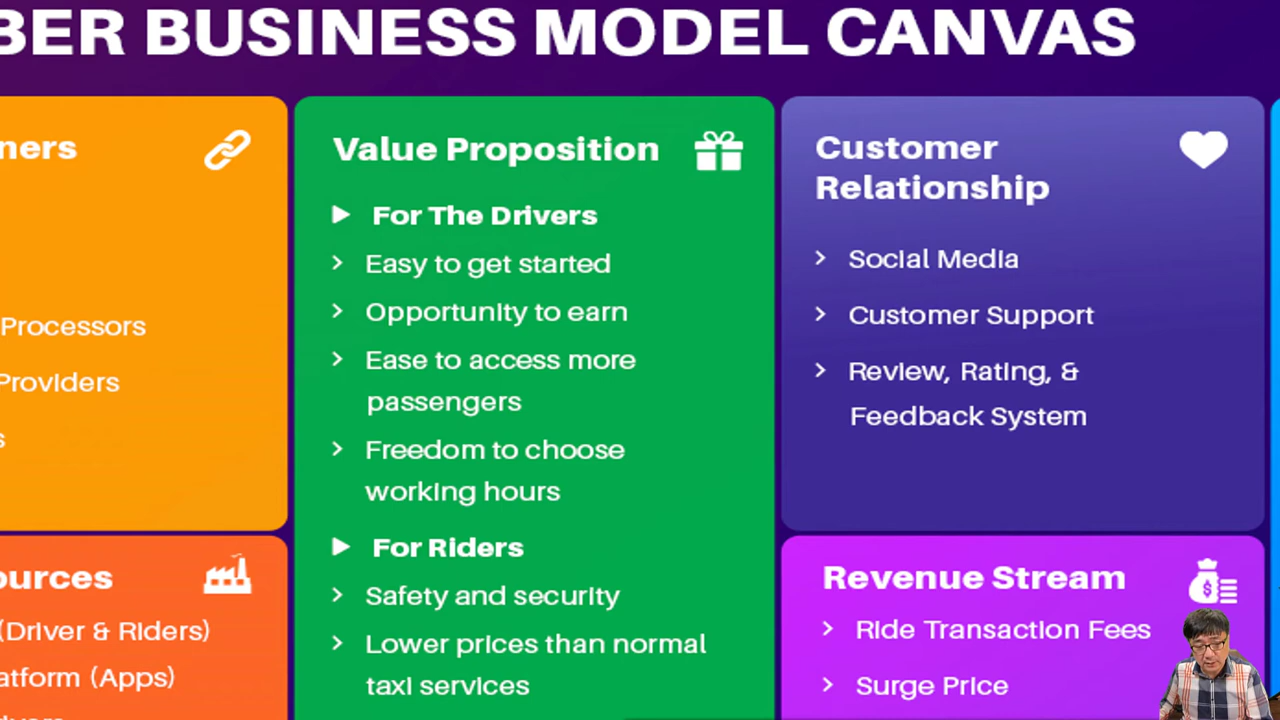 BER BUSINESS MODEL CANVAS
ners
Processors
Providers
s
Value Proposition
For The Drivers
Easy to get started
Opportunity to earn
Ease to access more
passengers
Freedom to choose
working hours
For Riders
Safety and security
Lower prices than normal
taxi services
Customer
Relationship
Social Media
Customer Support
Review, Rating, &
Feedback System
ources
(Driver & Riders)
atform (Apps)
Revenue Stream
Ride Transaction Fees
Surge Price